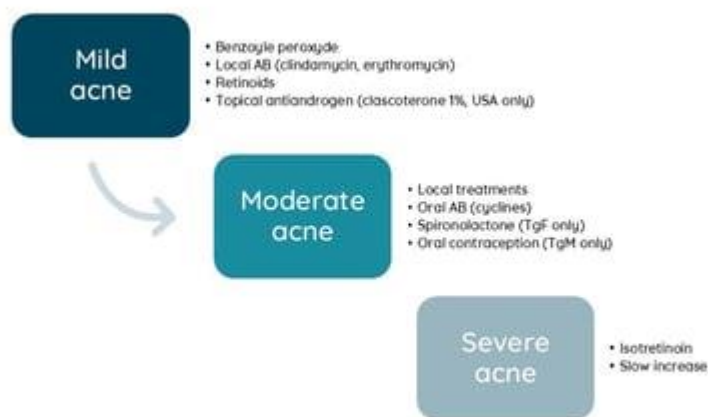 Mild
acne
• Benzoyle peroxyde
• Local AB (clindamycin, erythromycin)
• Retinoids
• Topical antiandrogen (clascoterone 1%, USA only)
Moderate
acne
• Local treatments
• Oral AB (cyclines)
• Spironolactone (TgF only)
• Oral contraception (TgM only)
Severe
acne
• Isotretinoin
• Slow increase